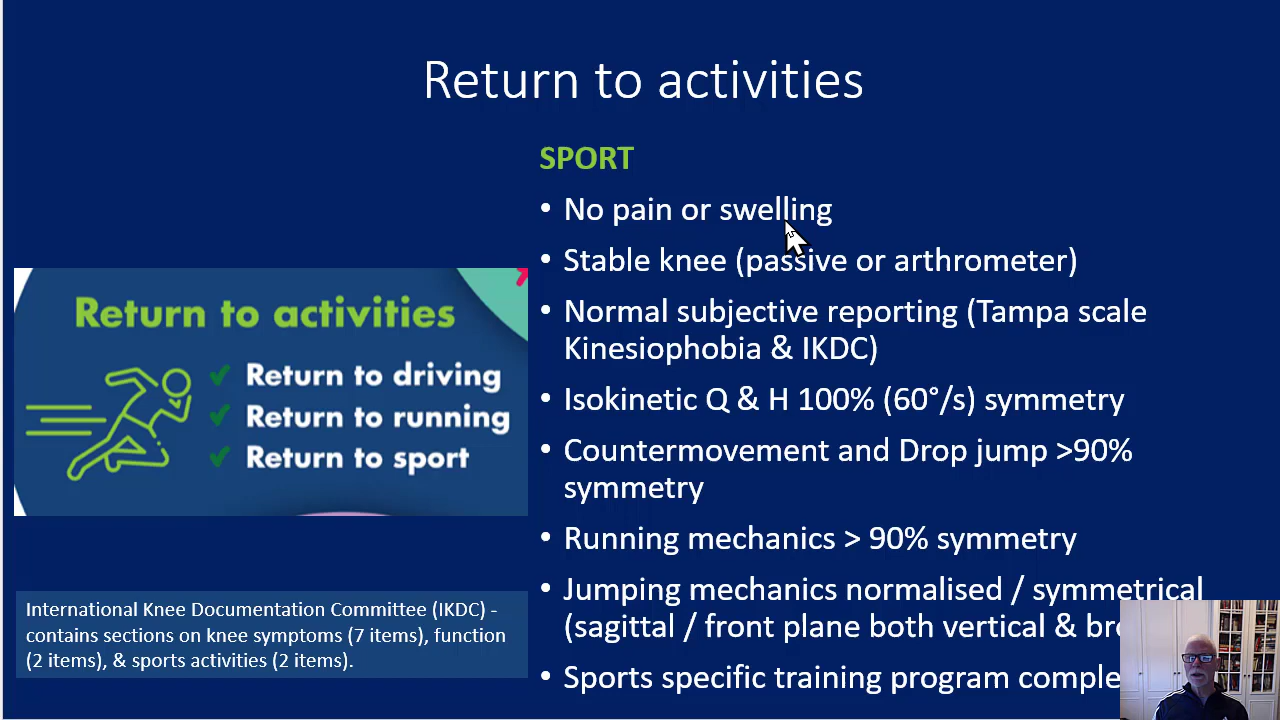 Return to activities
SPORT
• No pain or swelling
• Stable knee (passive or arthrometer)
• Normal subjective reporting (Tampa scale
Kinesiophobia & IKDC)
• Isokinetic Q & H 100% (60°/s) symmetry
• Countermovement and Drop jump >90%
symmetry
• Running mechanics > 90% symmetry
• Jumping mechanics normalised / symmetrical
(sagittal / front plane both vertical &
• Sports specific training program
Return to activities
✓ Return to driving
✓ Return to running
✓ Return to sport
International Knee Documentation Committee (IKDC) -
contains sections on knee symptoms (7 items), function
(2 items), & sports activities (2 items).